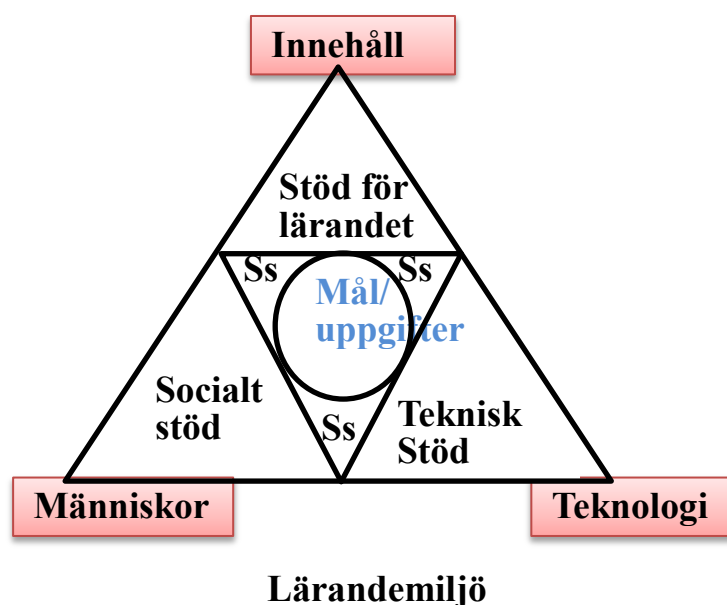 Innehåll
Stöd för
lärandet
Ss
Ss
Mål/
uppgifter
Socialt
stöd
Ss
Teknisk
Stöd
Människor
Teknologi
Lärandemiljö